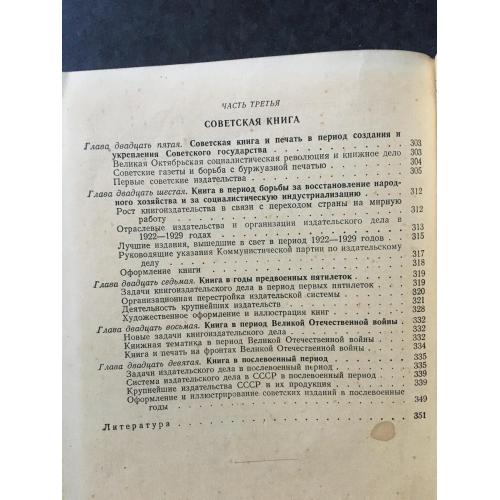 ЧАСТЬ ТРЕТЬЯ
СОВЕТСКАЯ КНИГА
Глава двадцать пятая. Советская книга и печать в период создания и
укрепления Советского государства . . . 303
Великая Октябрьская социалистическая революция и книжное дело 303
Советские газеты и борьба с буржуазной печатью . . . 304
Первые советские издательства . . . 305
Глава двадцать шестая. Книга в период борьбы за восстановление народ-
ного хозяйства и за социалистическую индустриализацию . . . 312
Рост книгоиздательства в связи с переходом страны на мирную
работу . . . 312
Отраслевые издательства и организации издательского дела в
1922—1929 годах . . . 313
Лучшие издания, вышедшие в свет в период 1922—1929 годов . 315
Руководящие указания Коммунистической партии по издательскому
делу . . . 317
Оформление книги . . . 318
Глава двадцать седьмая. Книга в годы предвоенных пятилеток . . . 319
Задачи книгоиздательского дела в период первых пятилеток . . 319
Организационная перестройка издательской системы . . . 320
Деятельность крупнейших издательств . . . 321
Художественное оформление и иллюстрация книг . . . 328
Глава двадцать восьмая. Книга в период Великой Отечественной войны . 332
Новые задачи книгоиздательского дела . . . 332
Книжная тематика в период Великой Отечественной войны . . . 332
Книга и печать на фронтах Великой Отечественной войны . . . 334
Глава двадцать девятая. Книга в послевоенный период . . . 335
Задачи издательского дела в послевоенный период . . . 335
Система издательского дела в СССР в послевоенный период . . 339
Крупнейшие издательства СССР и их продукция . . . 339
Оформление и иллюстрирование советских изданий в послевоенные
годы . . . 349
Литература . . . 351